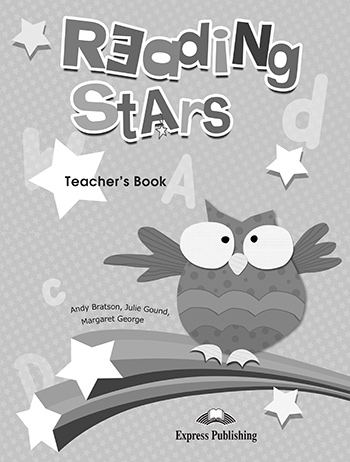 REadiNg
StARs
Teacher's Book
d
W
A
c
D
Andy Bratson, Julie Gound,
Margaret George
Express Publishing